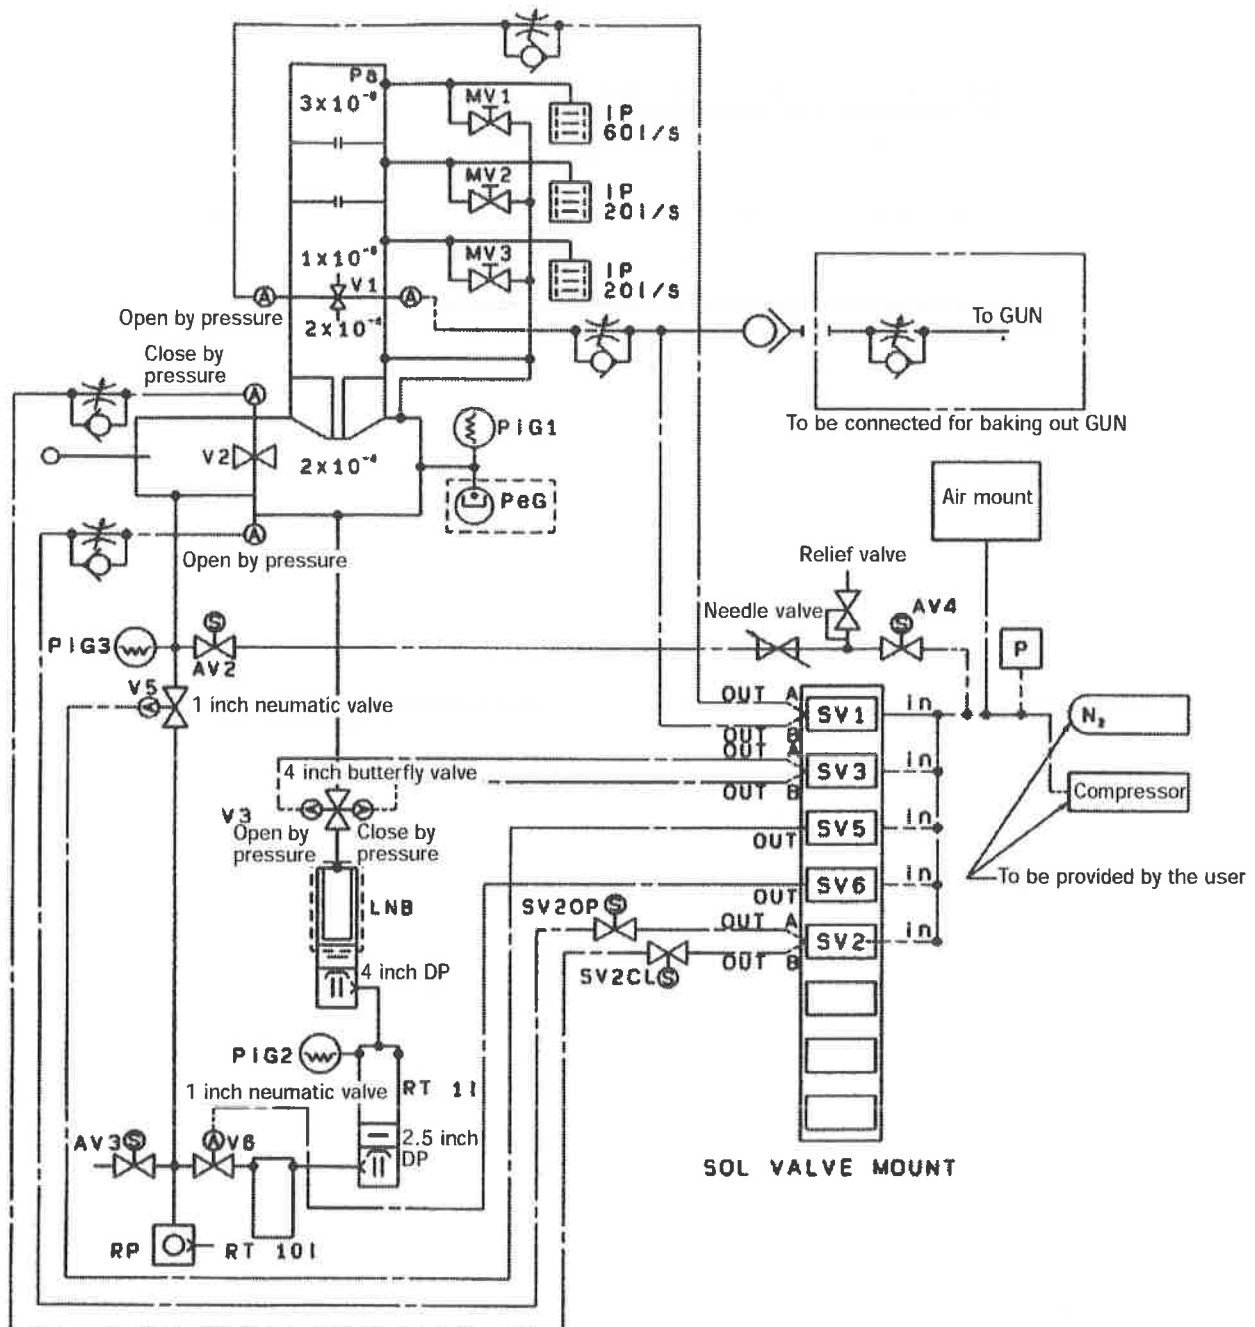 Pa
3x10⁻⁸
MV1
IP
60l/s
MV2
IP
20l/s
1x10⁻⁶
MV3
IP
20l/s
V1
Open by pressure
2x10⁻⁴
To GUN
Close by
pressure
To be connected for baking out GUN
V2
2x10⁻⁴
PiG1
PeG
Air mount
Open by pressure
Relief valve
Needle valve
AV4
PiG3
AV2
P
V5
1 inch neumatic valve
OUT A
SV1
in
N₂
OUT B
OUT A
4 inch butterfly valve
SV3
in
Compressor
OUT B
V3
Open by
pressure
Close by
pressure
SV5
in
OUT
To be provided by the user
LNB
SV6
in
OUT
SV2OP
OUT A
SV2
in
OUT B
SV2CL
4 inch DP
PiG2
RT 1l
1 inch neumatic valve
AV3
V6
2.5 inch
DP
SOL VALVE MOUNT
RP
RT 10l